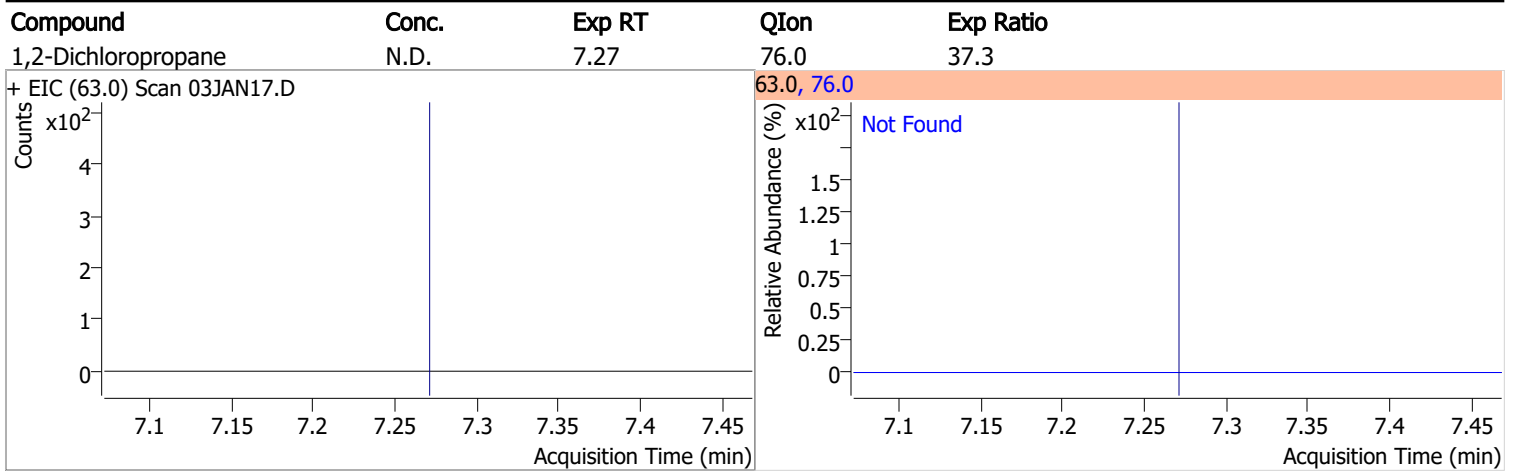 Compound Conc. Exp RT QIon Exp Ratio
1,2-Dichloropropane N.D. 7.27 76.0 37.3
+ EIC (63.0) Scan 03JAN17.D
Counts
x10²
4
3
2
1
0
7.1 7.15 7.2 7.25 7.3 7.35 7.4 7.45
Acquisition Time (min)
63.0, 76.0
Relative Abundance (%)
x10²
Not Found
1.5
1.25
1
0.75
0.5
0.25
0
7.1 7.15 7.2 7.25 7.3 7.35 7.4 7.45
Acquisition Time (min)